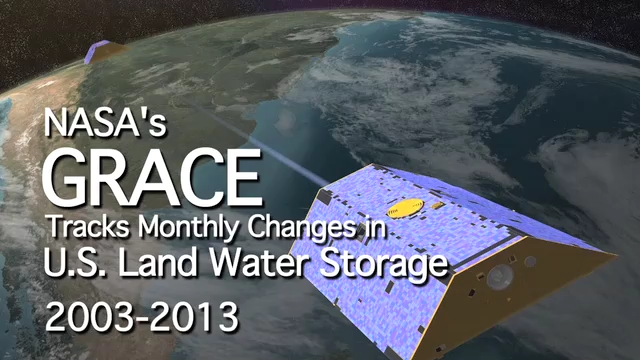 NASA's
GRACE
Tracks Monthly Changes in
U.S. Land Water Storage
2003-2013